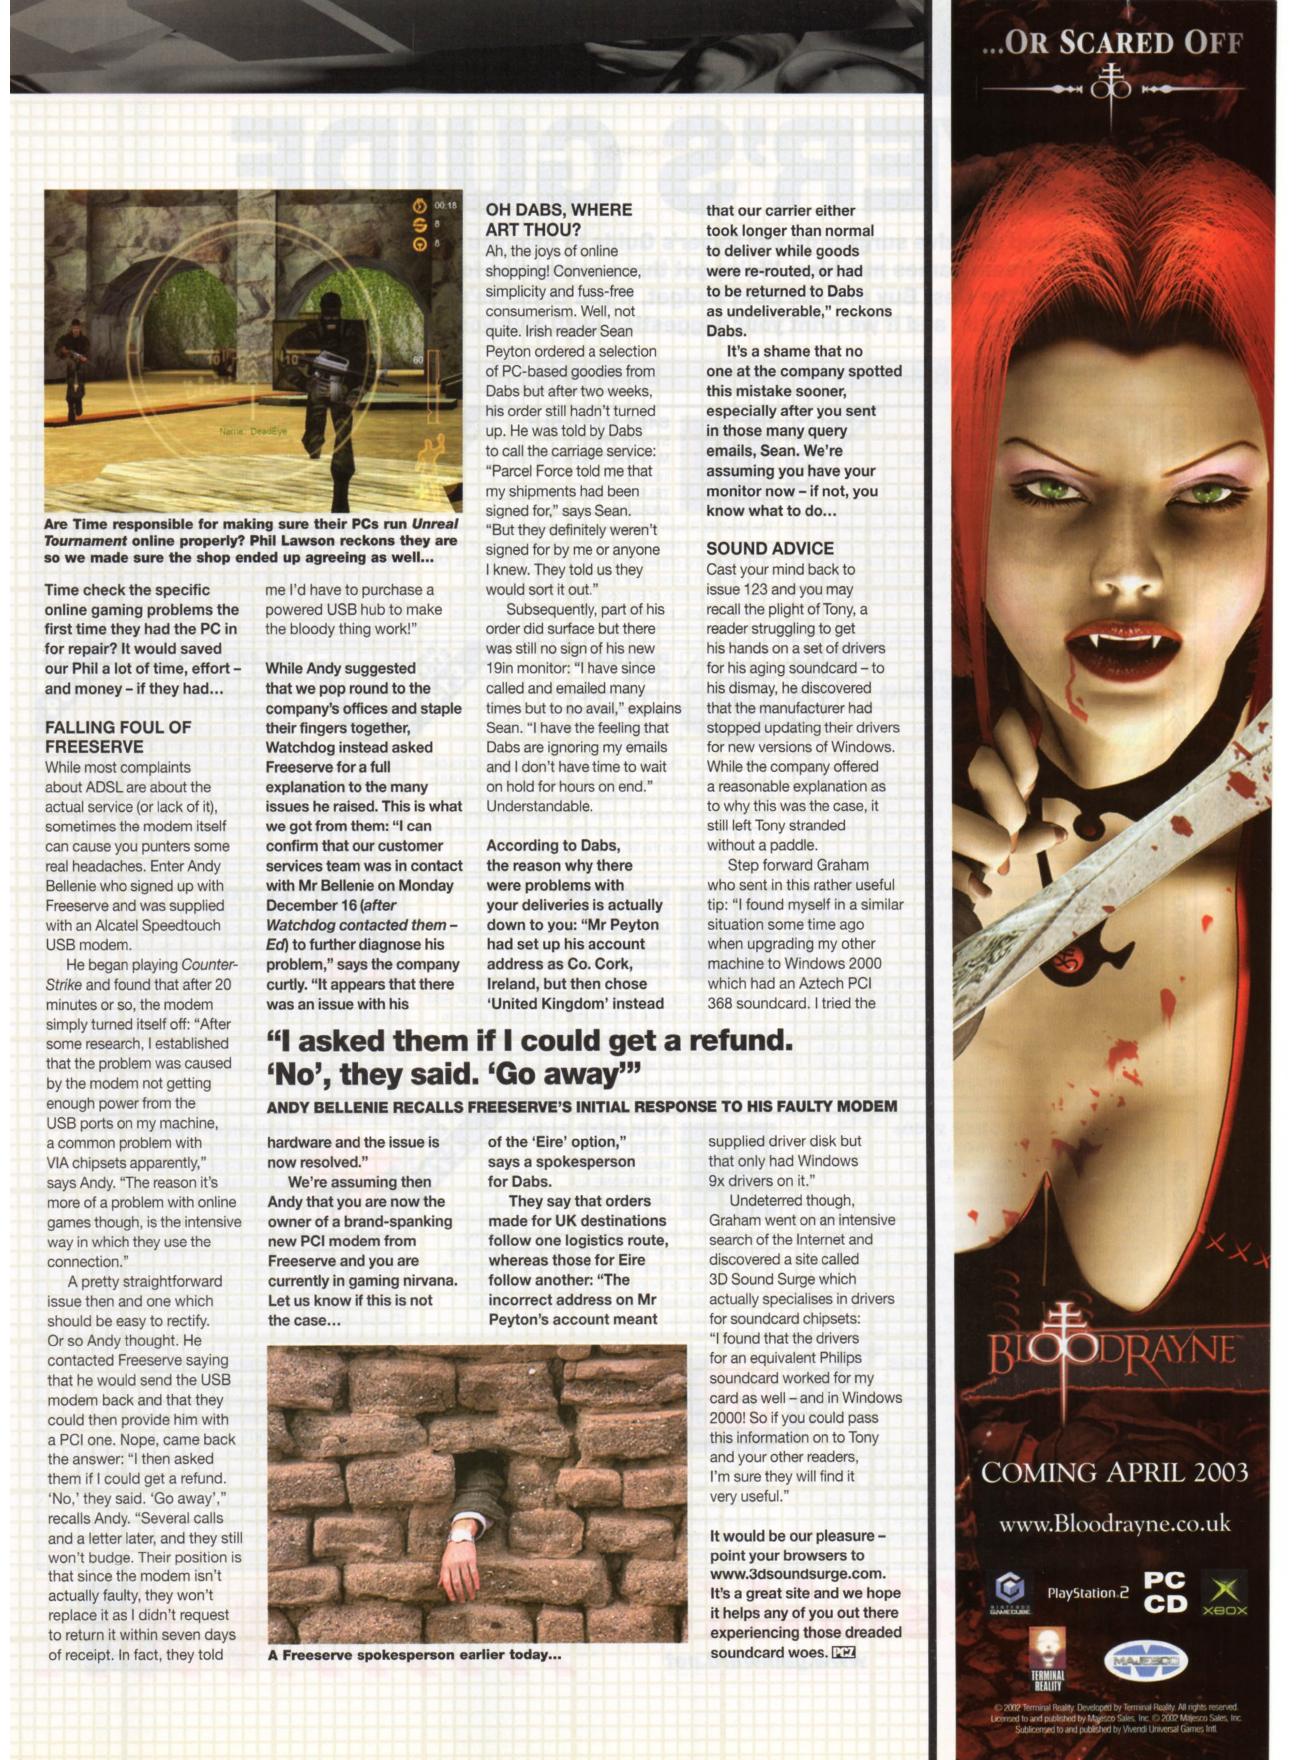 00:18
8
8
10
10
60
Name: DeadEye
Are Time responsible for making sure their PCs run Unreal
Tournament online properly? Phil Lawson reckons they are
so we made sure the shop ended up agreeing as well...
Time check the specific
online gaming problems the
first time they had the PC in
for repair? It would saved
our Phil a lot of time, effort –
and money – if they had...
FALLING FOUL OF
FREESERVE
While most complaints
about ADSL are about the
actual service (or lack of it),
sometimes the modem itself
can cause you punters some
real headaches. Enter Andy
Bellenie who signed up with
Freeserve and was supplied
with an Alcatel Speedtouch
USB modem.
He began playing Counter-
Strike and found that after 20
minutes or so, the modem
simply turned itself off: “After
some research, I established
that the problem was caused
by the modem not getting
enough power from the
USB ports on my machine,
a common problem with
VIA chipsets apparently,”
says Andy. “The reason it's
more of a problem with online
games though, is the intensive
way in which they use the
connection.”
A pretty straightforward
issue then and one which
should be easy to rectify.
Or so Andy thought. He
contacted Freeserve saying
that he would send the USB
modem back and that they
could then provide him with
a PCI one. Nope, came back
the answer: “I then asked
them if I could get a refund.
‘No,’ they said. ‘Go away’,”
recalls Andy. “Several calls
and a letter later, and they still
won't budge. Their position is
that since the modem isn't
actually faulty, they won't
replace it as I didn't request
to return it within seven days
of receipt. In fact, they told
me I'd have to purchase a
powered USB hub to make
the bloody thing work!”
While Andy suggested
that we pop round to the
company's offices and staple
their fingers together,
Watchdog instead asked
Freeserve for a full
explanation to the many
issues he raised. This is what
we got from them: “I can
confirm that our customer
services team was in contact
with Mr Bellenie on Monday
December 16 (after
Watchdog contacted them –
Ed) to further diagnose his
problem,” says the company
curtly. “It appears that there
was an issue with his
“I asked them if I could get a refund.
‘No’, they said. ‘Go away’”
ANDY BELLENIE RECALLS FREESERVE'S INITIAL RESPONSE TO HIS FAULTY MODEM
hardware and the issue is
now resolved.”
We're assuming then
Andy that you are now the
owner of a brand-spanking
new PCI modem from
Freeserve and you are
currently in gaming nirvana.
Let us know if this is not
the case...
A Freeserve spokesperson earlier today...
OH DABS, WHERE
ART THOU?
Ah, the joys of online
shopping! Convenience,
simplicity and fuss-free
consumerism. Well, not
quite. Irish reader Sean
Peyton ordered a selection
of PC-based goodies from
Dabs but after two weeks,
his order still hadn't turned
up. He was told by Dabs
to call the carriage service:
“Parcel Force told me that
my shipments had been
signed for,” says Sean.
“But they definitely weren't
signed for by me or anyone
I knew. They told us they
would sort it out.”
Subsequently, part of his
order did surface but there
was still no sign of his new
19in monitor: “I have since
called and emailed many
times but to no avail,” explains
Sean. “I have the feeling that
Dabs are ignoring my emails
and I don't have time to wait
on hold for hours on end.”
Understandable.
According to Dabs,
the reason why there
were problems with
your deliveries is actually
down to you: “Mr Peyton
had set up his account
address as Co. Cork,
Ireland, but then chose
‘United Kingdom’ instead
of the ‘Eire’ option,”
says a spokesperson
for Dabs.
They say that orders
made for UK destinations
follow one logistics route,
whereas those for Eire
follow another: “The
incorrect address on Mr
Peyton's account meant
that our carrier either
took longer than normal
to deliver while goods
were re-routed, or had
to be returned to Dabs
as undeliverable,” reckons
Dabs.
It's a shame that no
one at the company spotted
this mistake sooner,
especially after you sent
in those many query
emails, Sean. We're
assuming you have your
monitor now – if not, you
know what to do...
SOUND ADVICE
Cast your mind back to
issue 123 and you may
recall the plight of Tony, a
reader struggling to get
his hands on a set of drivers
for his aging soundcard – to
his dismay, he discovered
that the manufacturer had
stopped updating their drivers
for new versions of Windows.
While the company offered
a reasonable explanation as
to why this was the case, it
still left Tony stranded
without a paddle.
Step forward Graham
who sent in this rather useful
tip: “I found myself in a similar
situation some time ago
when upgrading my other
machine to Windows 2000
which had an Aztech PCI
368 soundcard. I tried the
supplied driver disk but
that only had Windows
9x drivers on it.”
Undeterred though,
Graham went on an intensive
search of the Internet and
discovered a site called
3D Sound Surge which
actually specialises in drivers
for soundcard chipsets:
“I found that the drivers
for an equivalent Philips
soundcard worked for my
card as well – and in Windows
2000! So if you could pass
this information on to Tony
and your other readers,
I'm sure they will find it
very useful.”
It would be our pleasure –
point your browsers to
www.3dsoundsurge.com.
It's a great site and we hope
it helps any of you out there
experiencing those dreaded
soundcard woes. PCZ
...OR SCARED OFF
BLOODRAYNE
COMING APRIL 2003
www.Bloodrayne.co.uk
NINTENDO
GAMECUBE
PlayStation.2
PC
CD
XBOX
TERMINAL
REALITY
MAJESCO
© 2002 Terminal Reality. Developed by Terminal Reality. All rights reserved.
Licensed to and published by Majesco Sales, Inc. © 2002 Majesco Sales, Inc.
Sublicensed to and published by Vivendi Universal Games Intl.